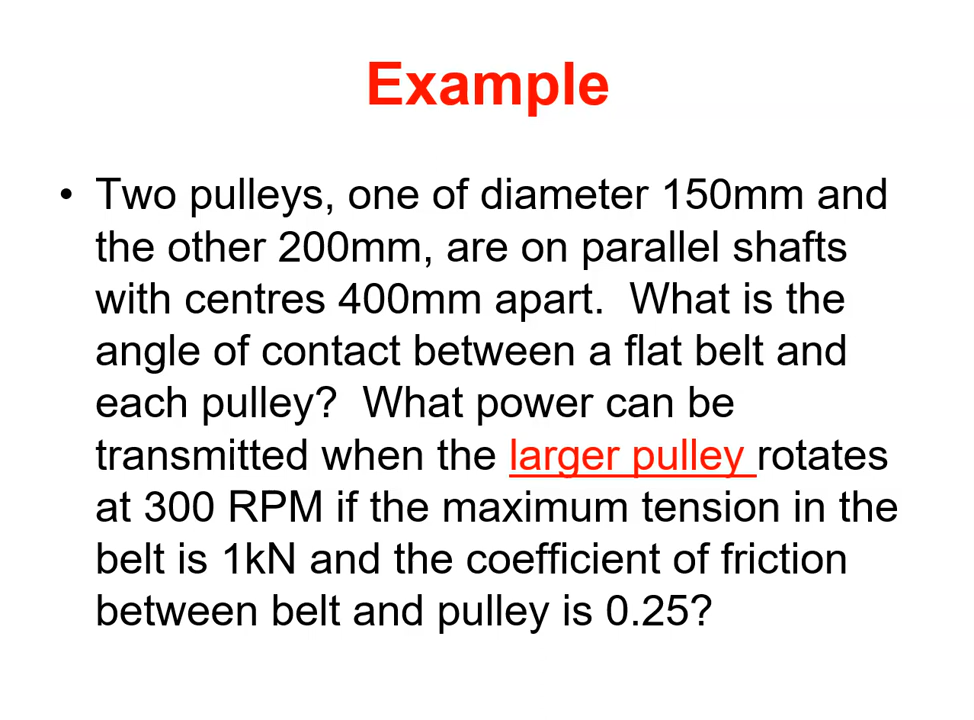 Example
• Two pulleys, one of diameter 150mm and
the other 200mm, are on parallel shafts
with centres 400mm apart.  What is the
angle of contact between a flat belt and
each pulley?  What power can be
transmitted when the larger pulley rotates
at 300 RPM if the maximum tension in the
belt is 1kN and the coefficient of friction
between belt and pulley is 0.25?